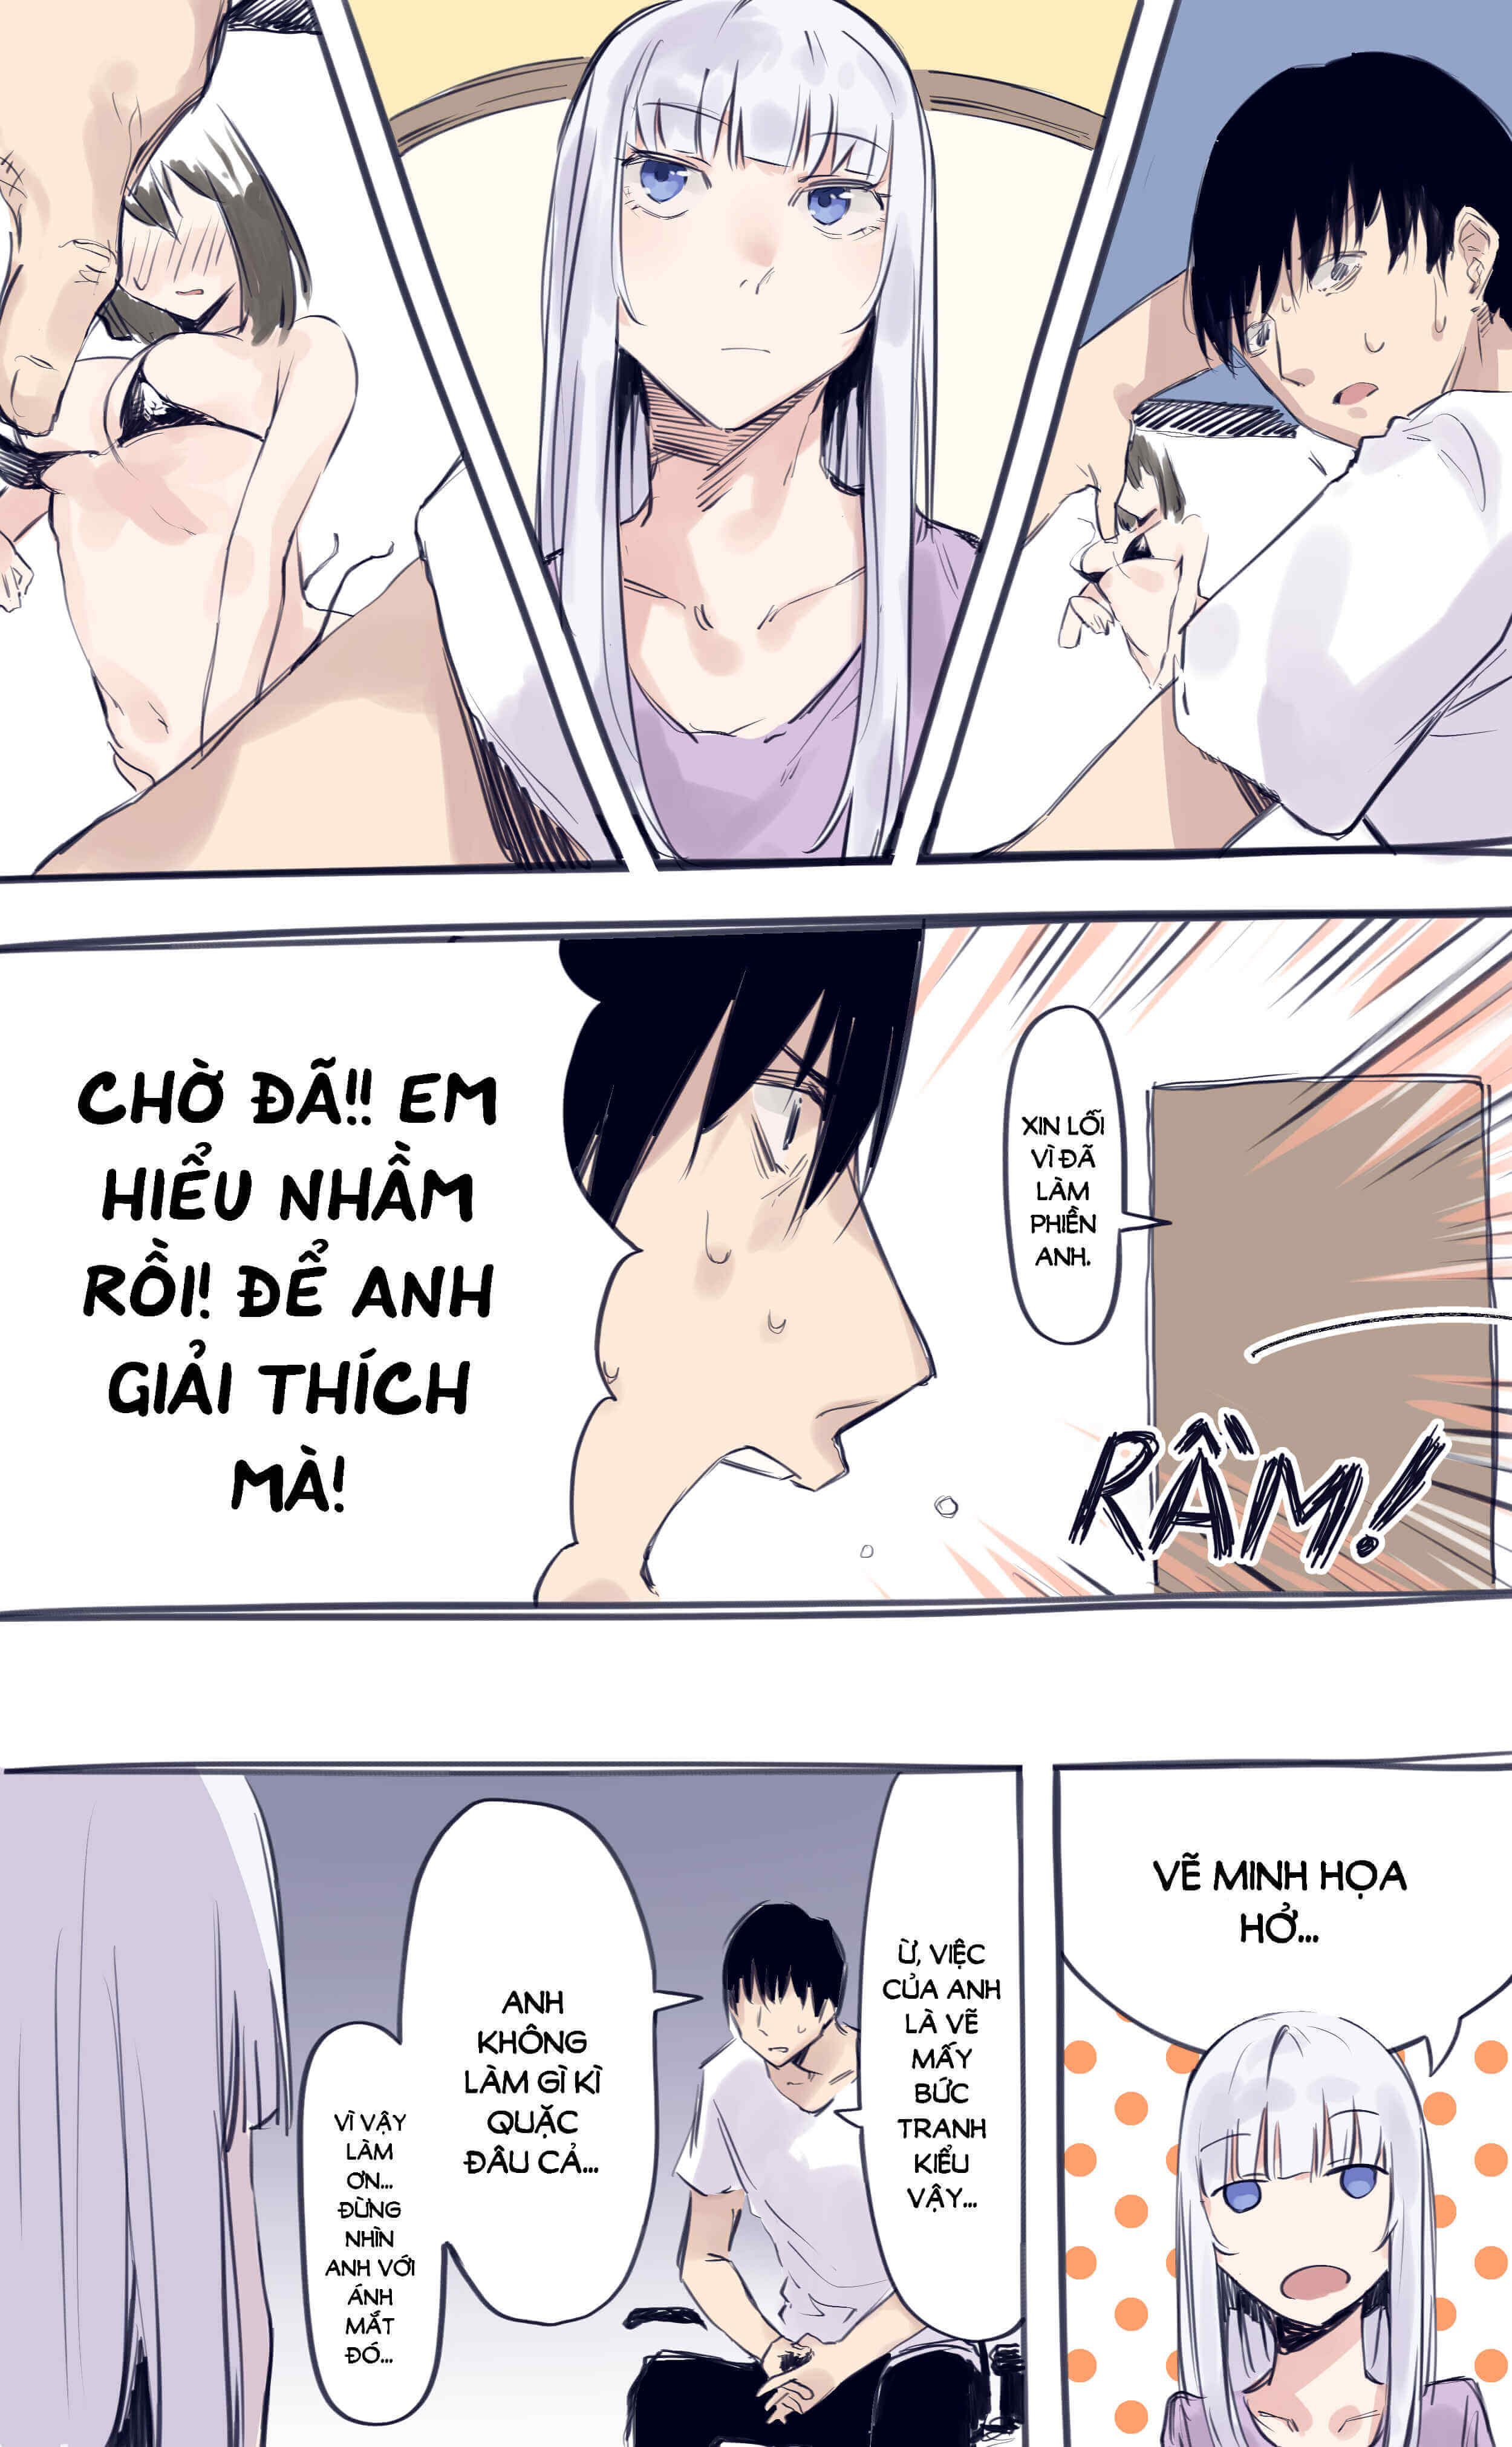 XIN LỖI
VÌ ĐÃ
LÀM
PHIỀN
ANH.
RẦM!
CHỜ ĐÃ!! EM
HIỂU NHẦM
RỒI! ĐỂ ANH
GIẢI THÍCH
MÀ!
VẼ MINH HỌA
HỞ...
Ừ, VIỆC
CỦA ANH
LÀ VẼ
MẤY
BỨC
TRANH
KIỂU
VẬY...
ANH
KHÔNG
LÀM GÌ KÌ
QUẶC
ĐÂU CẢ...
VÌ VẬY
LÀM
ƠN...
ĐỪNG
NHÌN
ANH VỚI
ÁNH
MẮT
ĐÓ...